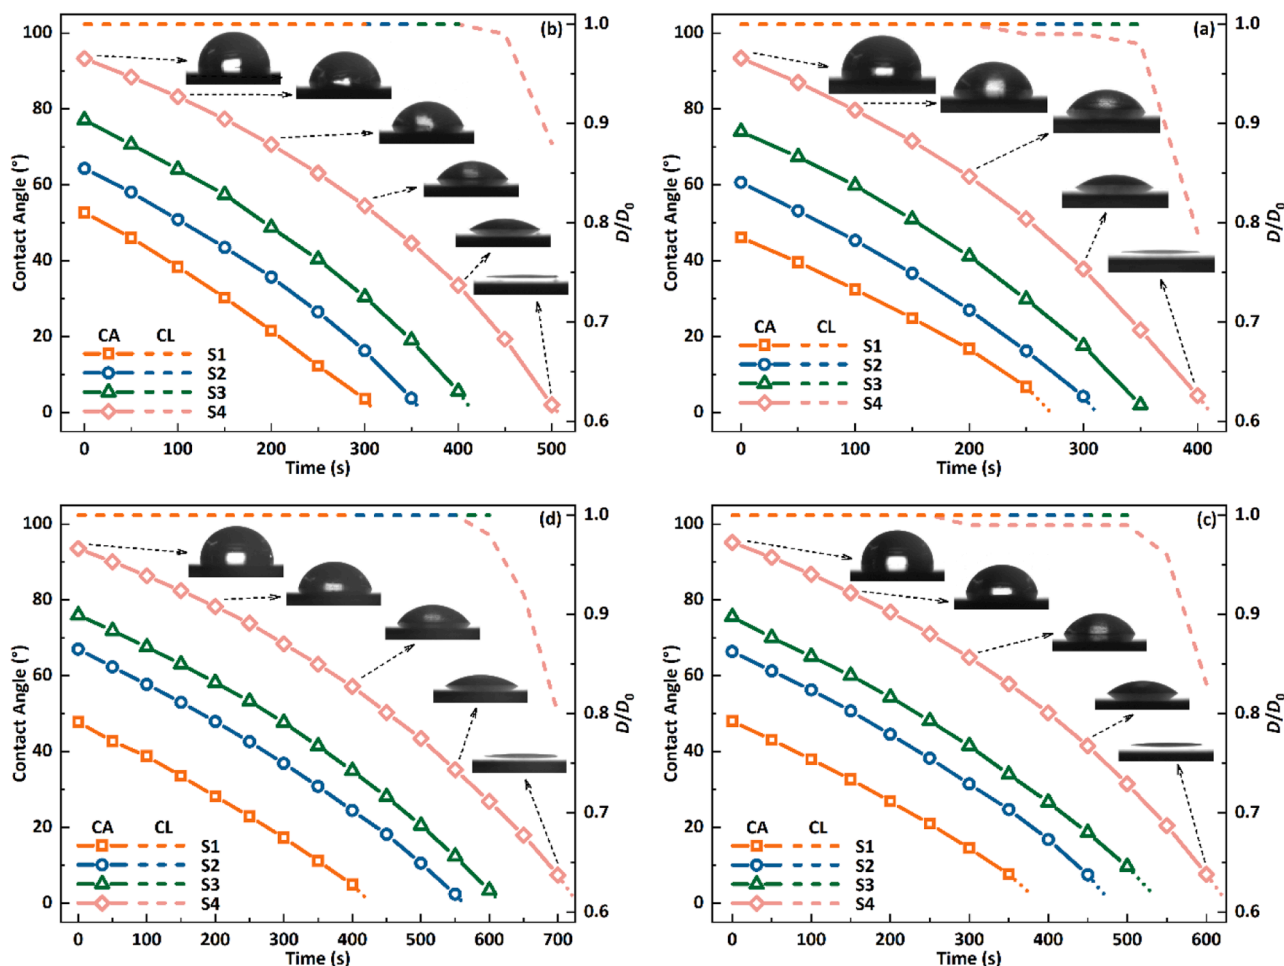 (b)
100
80
60
40
20
0
Contact Angle (°)
1.0
0.9
0.8
0.7
0.6
D/D0
CA CL
S1
S2
S3
S4
0 100 200 300 400 500
Time (s)
(a)
100
80
60
40
20
0
Contact Angle (°)
1.0
0.9
0.8
0.7
0.6
D/D0
CA CL
S1
S2
S3
S4
0 100 200 300 400
Time (s)
(d)
100
80
60
40
20
0
Contact Angle (°)
1.0
0.9
0.8
0.7
0.6
D/D0
CA CL
S1
S2
S3
S4
0 100 200 300 400 500 600 700
Time (s)
(c)
100
80
60
40
20
0
Contact Angle (°)
1.0
0.9
0.8
0.7
0.6
D/D0
CA CL
S1
S2
S3
S4
0 100 200 300 400 500 600
Time (s)